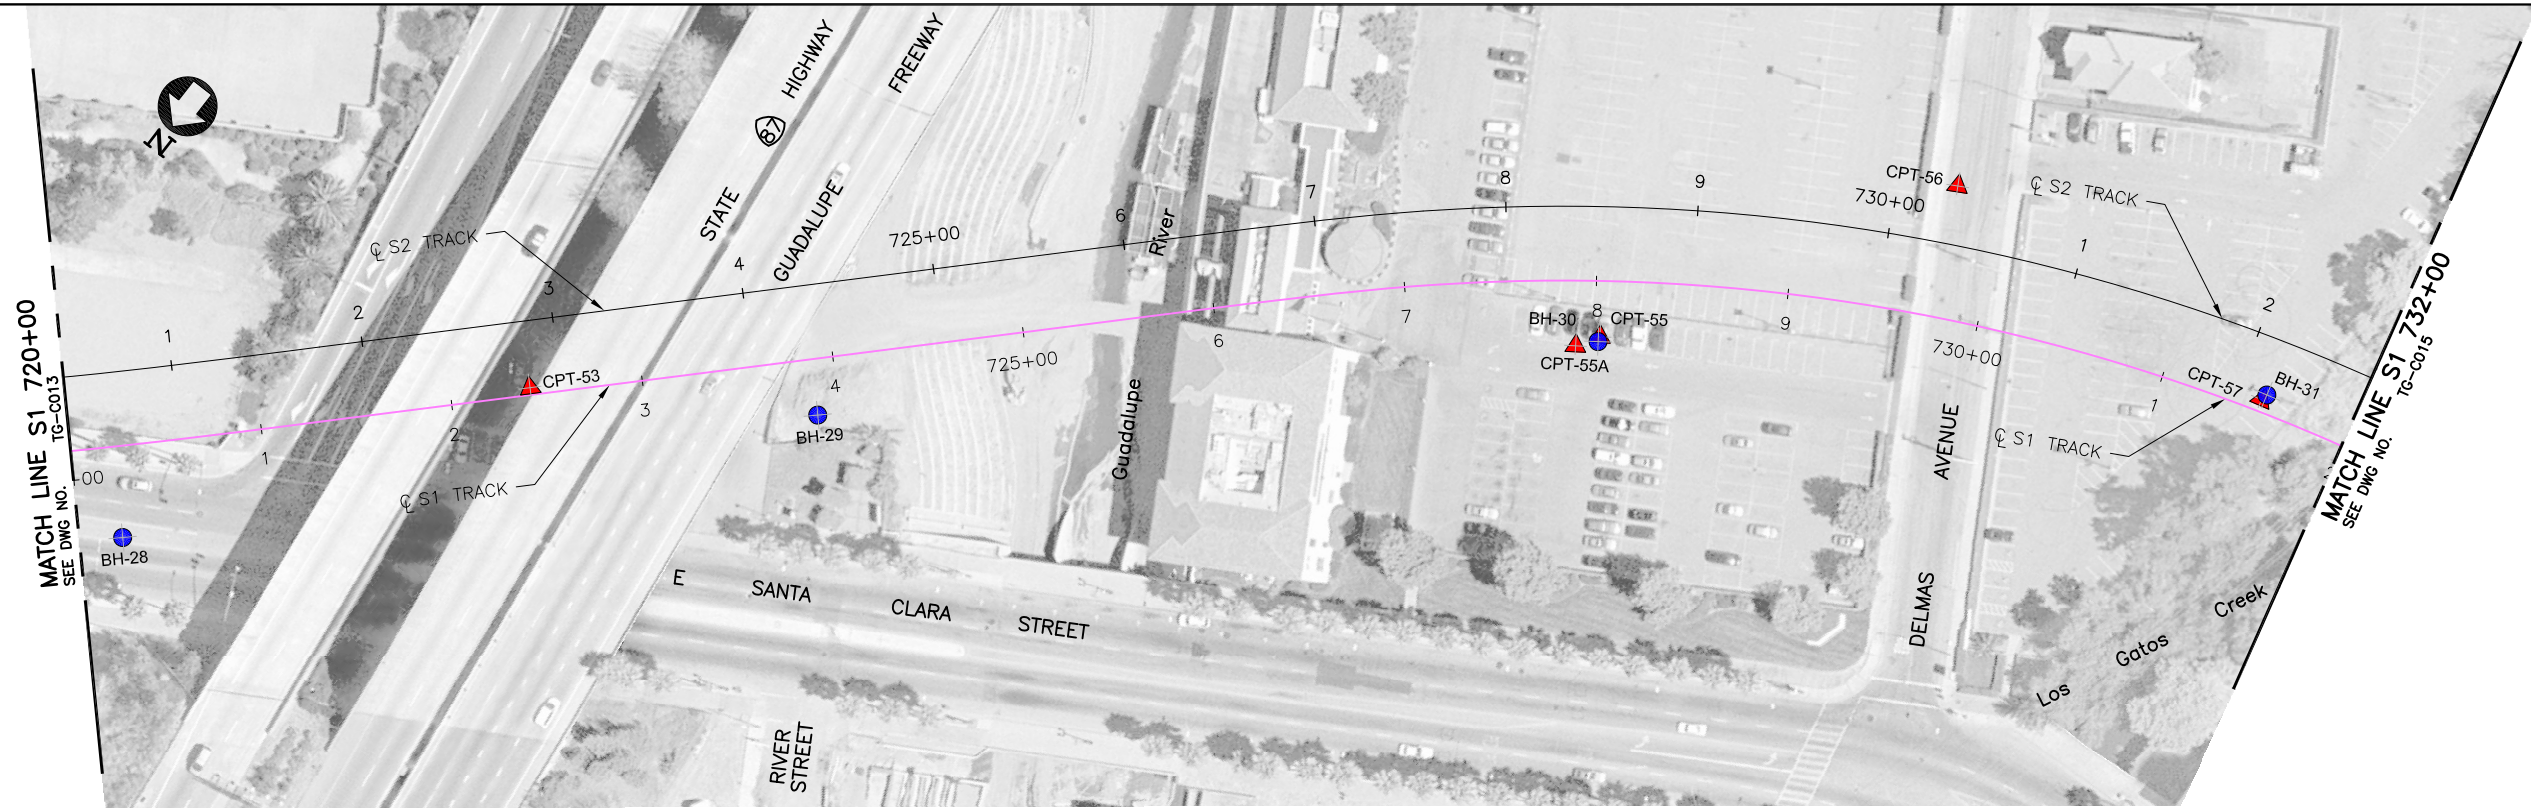 MATCH LINE S1 720+00
SEE DWG NO. TG-C013
N
+00
BH-28
1
2
3
4
725+00
6
7
8
9
730+00
1
2
℄ S2 TRACK
℄ S2 TRACK
1
2
3
4
725+00
6
7
8
9
730+00
1
℄ S1 TRACK
℄ S1 TRACK
CPT-53
BH-29
STATE HIGHWAY
87
GUADALUPE FREEWAY
Guadalupe River
BH-30
CPT-55
CPT-55A
CPT-56
CPT-57
BH-31
DELMAS AVENUE
E SANTA CLARA STREET
RIVER
STREET
Los Gatos Creek
MATCH LINE S1 732+00
SEE DWG NO. TG-C015